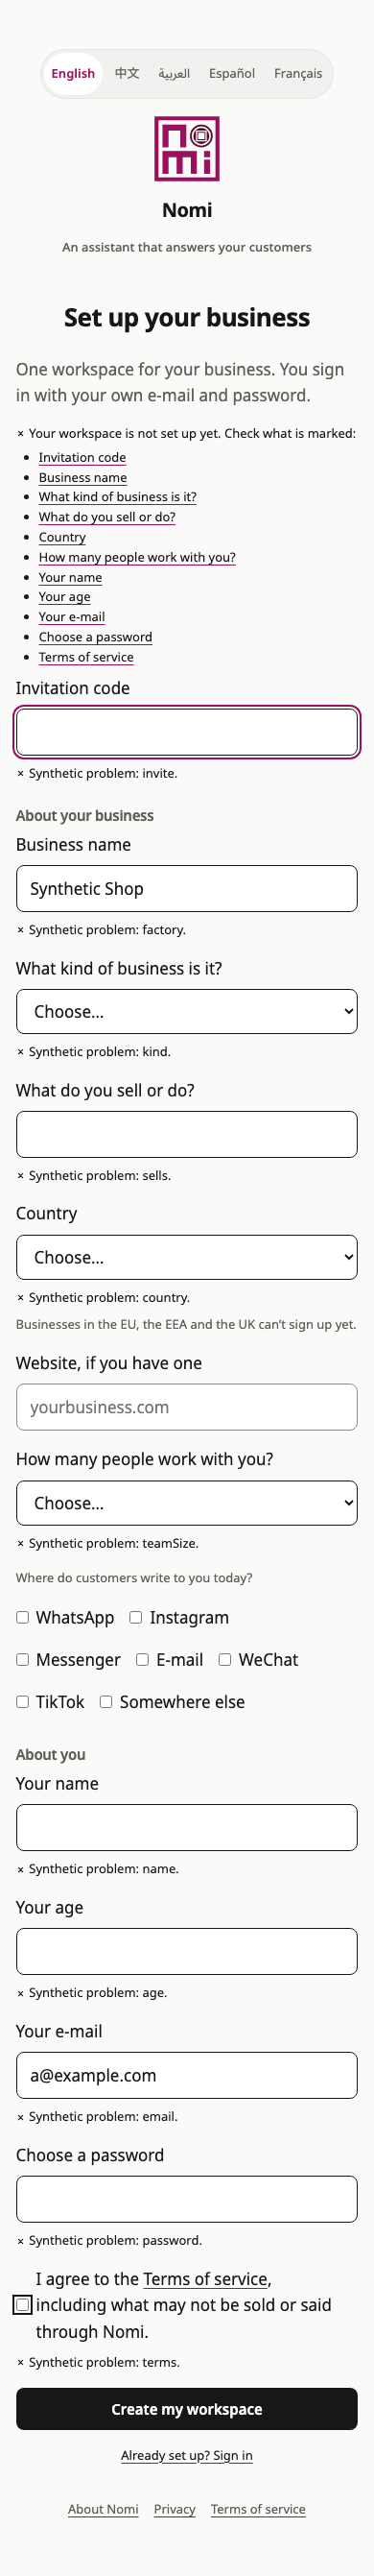 English 中文 العربية Español Français
nomi
Nomi
An assistant that answers your customers
Set up your business
One workspace for your business. You sign
in with your own e-mail and password.
× Your workspace is not set up yet. Check what is marked:
• Invitation code
• Business name
• What kind of business is it?
• What do you sell or do?
• Country
• How many people work with you?
• Your name
• Your age
• Your e-mail
• Choose a password
• Terms of service
Invitation code
× Synthetic problem: invite.
About your business
Business name
Synthetic Shop
× Synthetic problem: factory.
What kind of business is it?
Choose...
× Synthetic problem: kind.
What do you sell or do?
× Synthetic problem: sells.
Country
Choose...
× Synthetic problem: country.
Businesses in the EU, the EEA and the UK can’t sign up yet.
Website, if you have one
yourbusiness.com
How many people work with you?
Choose...
× Synthetic problem: teamSize.
Where do customers write to you today?
WhatsApp Instagram
Messenger E-mail WeChat
TikTok Somewhere else
About you
Your name
× Synthetic problem: name.
Your age
× Synthetic problem: age.
Your e-mail
a@example.com
× Synthetic problem: email.
Choose a password
× Synthetic problem: password.
I agree to the Terms of service,
including what may not be sold or said
through Nomi.
× Synthetic problem: terms.
Create my workspace
Already set up? Sign in
About Nomi Privacy Terms of service